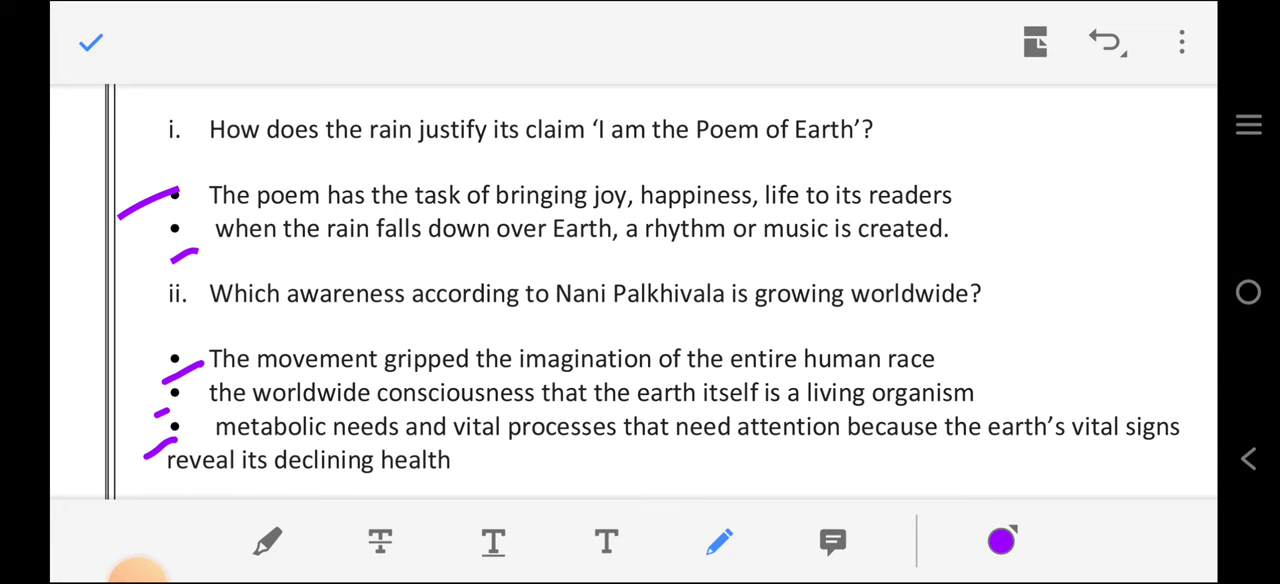 i. How does the rain justify its claim ‘I am the Poem of Earth’?
• The poem has the task of bringing joy, happiness, life to its readers
• when the rain falls down over Earth, a rhythm or music is created.
ii. Which awareness according to Nani Palkhivala is growing worldwide?
• The movement gripped the imagination of the entire human race
• the worldwide consciousness that the earth itself is a living organism
• metabolic needs and vital processes that need attention because the earth’s vital signs
reveal its declining health